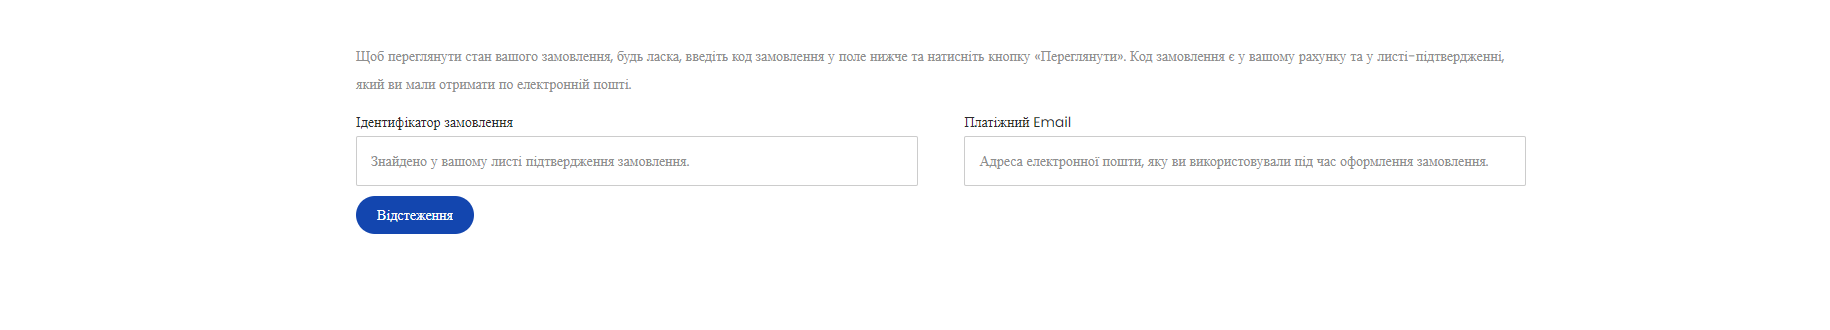 Щоб переглянути стан вашого замовлення, будь ласка, введіть код замовлення у поле нижче та натисніть кнопку «Переглянути». Код замовлення є у вашому рахунку та у листі-підтвердженні,
який ви мали отримати по електронній пошті.
Ідентифікатор замовлення
Платіжний Email
Знайдено у вашому листі підтвердження замовлення.
Адреса електронної пошти, яку ви використовували під час оформлення замовлення.
Відстеження